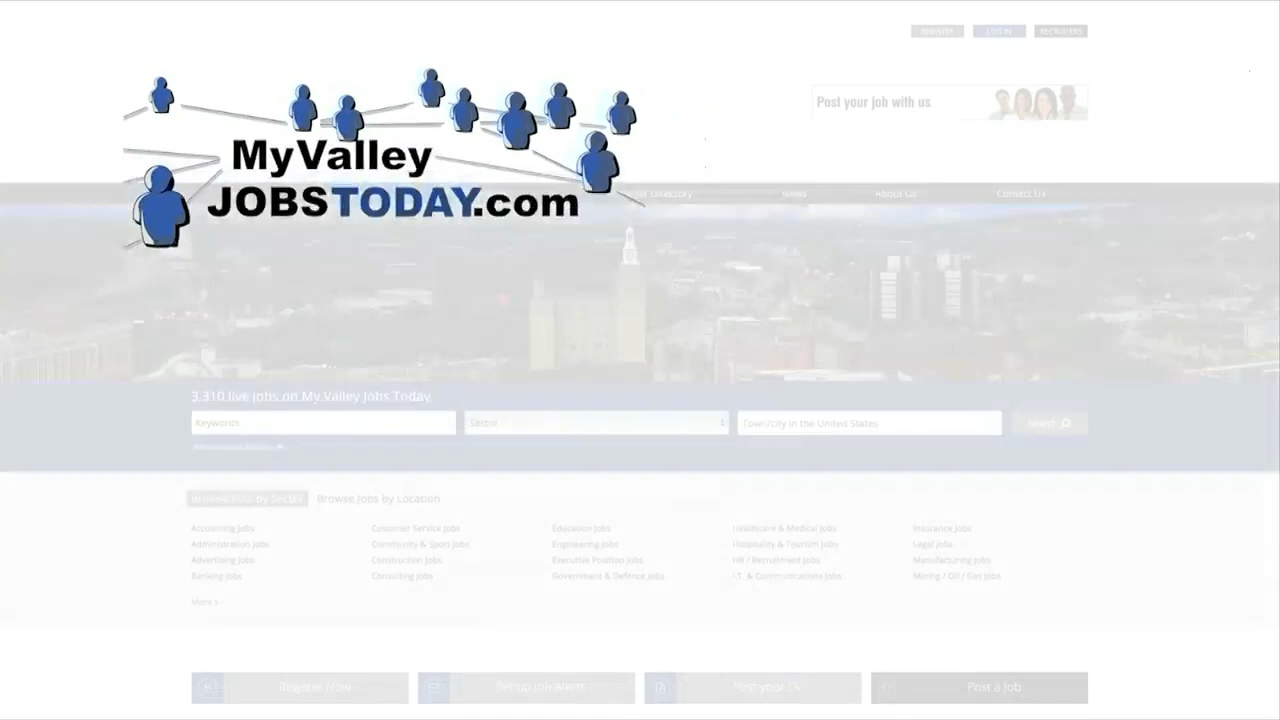 REGISTER
LOG IN
RECRUITERS
Post your job with us
MyValley
JOBSTODAY.com
Directory
News
About Us
Contact Us
3,310 live jobs on My Valley Jobs Today
Keywords
Sector
Town/city in the United States
Search
Browse Jobs by Sector
Browse Jobs by Location
Accounting Jobs
Customer Service Jobs
Education Jobs
Healthcare & Medical Jobs
Insurance Jobs
Administration Jobs
Community & Sport Jobs
Engineering Jobs
Hospitality & Tourism Jobs
Legal Jobs
Advertising Jobs
Construction Jobs
Executive Position Jobs
HR / Recruitment Jobs
Manufacturing Jobs
Banking Jobs
Consulting Jobs
Government & Defence Jobs
I.T. & Communications Jobs
Mining / Oil / Gas Jobs
More >
Register Now
Set up Job Alerts
Post your CV
Post a Job